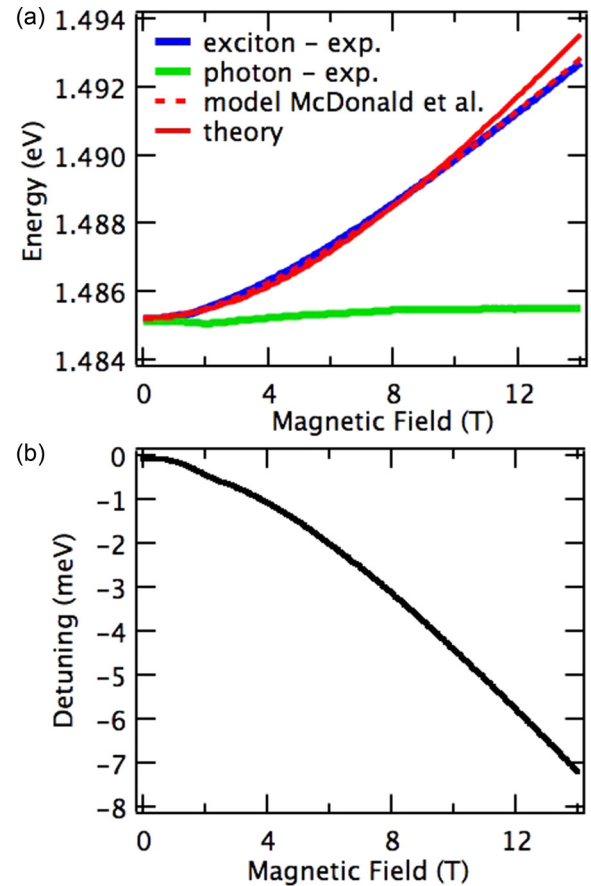 (a)
1.494
1.492
1.490
1.488
1.486
1.484
Energy (eV)
exciton – exp.
photon – exp.
model McDonald et al.
theory
0 4 8 12
Magnetic Field (T)
(b)
0
−1
−2
−3
−4
−5
−6
−7
−8
Detuning (meV)
0 4 8 12
Magnetic Field (T)